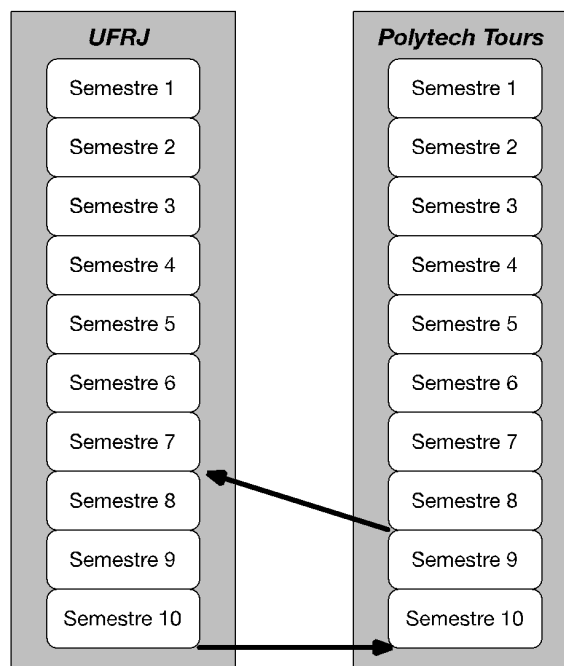 UFRJ
Semestre 1
Semestre 2
Semestre 3
Semestre 4
Semestre 5
Semestre 6
Semestre 7
Semestre 8
Semestre 9
Semestre 10
Polytech Tours
Semestre 1
Semestre 2
Semestre 3
Semestre 4
Semestre 5
Semestre 6
Semestre 7
Semestre 8
Semestre 9
Semestre 10